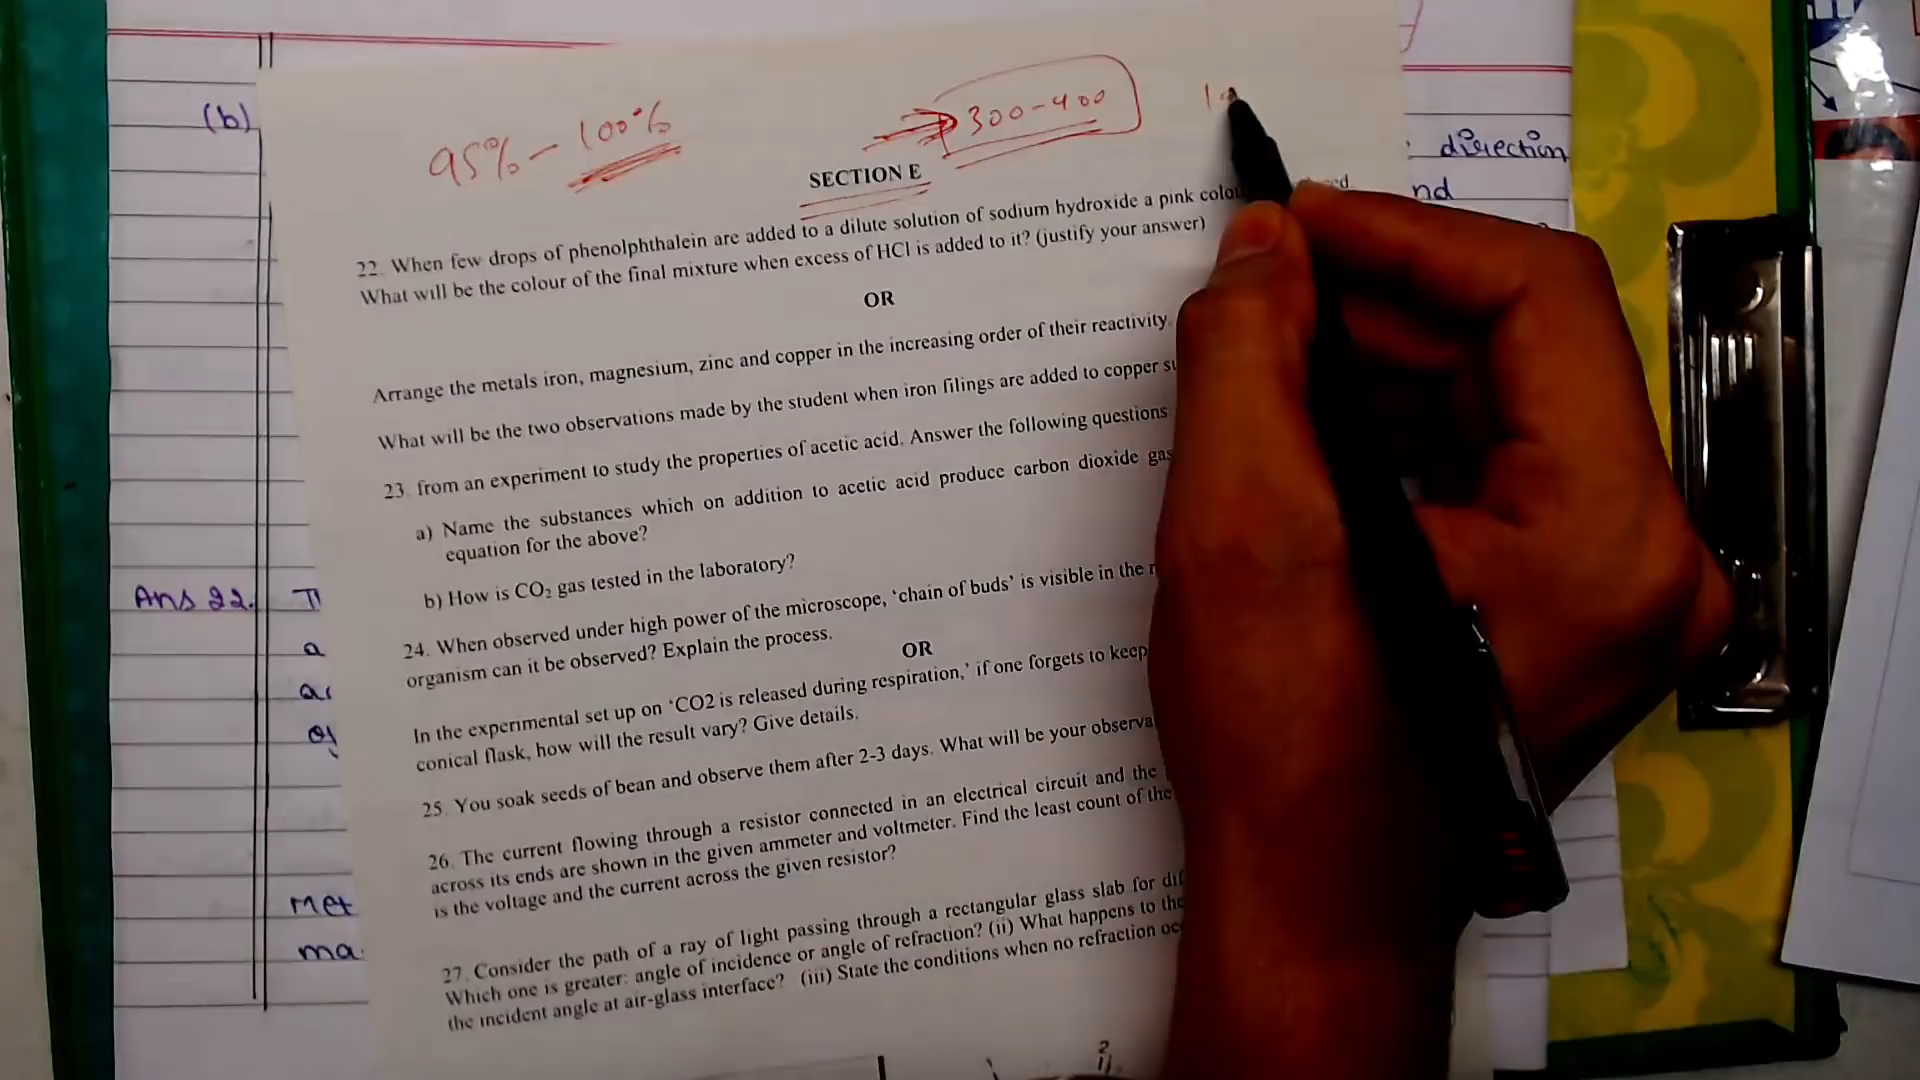 (b)
95% - 100%
300-400
SECTION E
direction
nd
22. When few drops of phenolphthalein are added to a dilute solution of sodium hydroxide a pink
What will be the colour of the final mixture when excess of HCl is added to it? (justify your answer)
OR
Arrange the metals iron, magnesium, zinc and copper in the increasing order of their reactivity.
What will be the two observations made by the student when iron filings are added to copper
23. from an experiment to study the properties of acetic acid. Answer the following questions
a) Name the substances which on addition to acetic acid produce carbon dioxide gas
equation for the above?
b) How is CO₂ gas tested in the laboratory?
Ans 22.
24. When observed under high power of the microscope, ‘chain of buds’ is visible in the
organism can it be observed? Explain the process.
OR
In the experimental set up on ‘CO2 is released during respiration,’ if one forgets to keep
conical flask, how will the result vary? Give details.
25. You soak seeds of bean and observe them after 2-3 days. What will be your
26. The current flowing through a resistor connected in an electrical circuit and the
across its ends are shown in the given ammeter and voltmeter. Find the least count of the
is the voltage and the current across the given resistor?
Met
ma
27. Consider the path of a ray of light passing through a rectangular glass slab for
Which one is greater: angle of incidence or angle of refraction? (ii) What happens to the
the incident angle at air-glass interface? (iii) State the conditions when no refraction